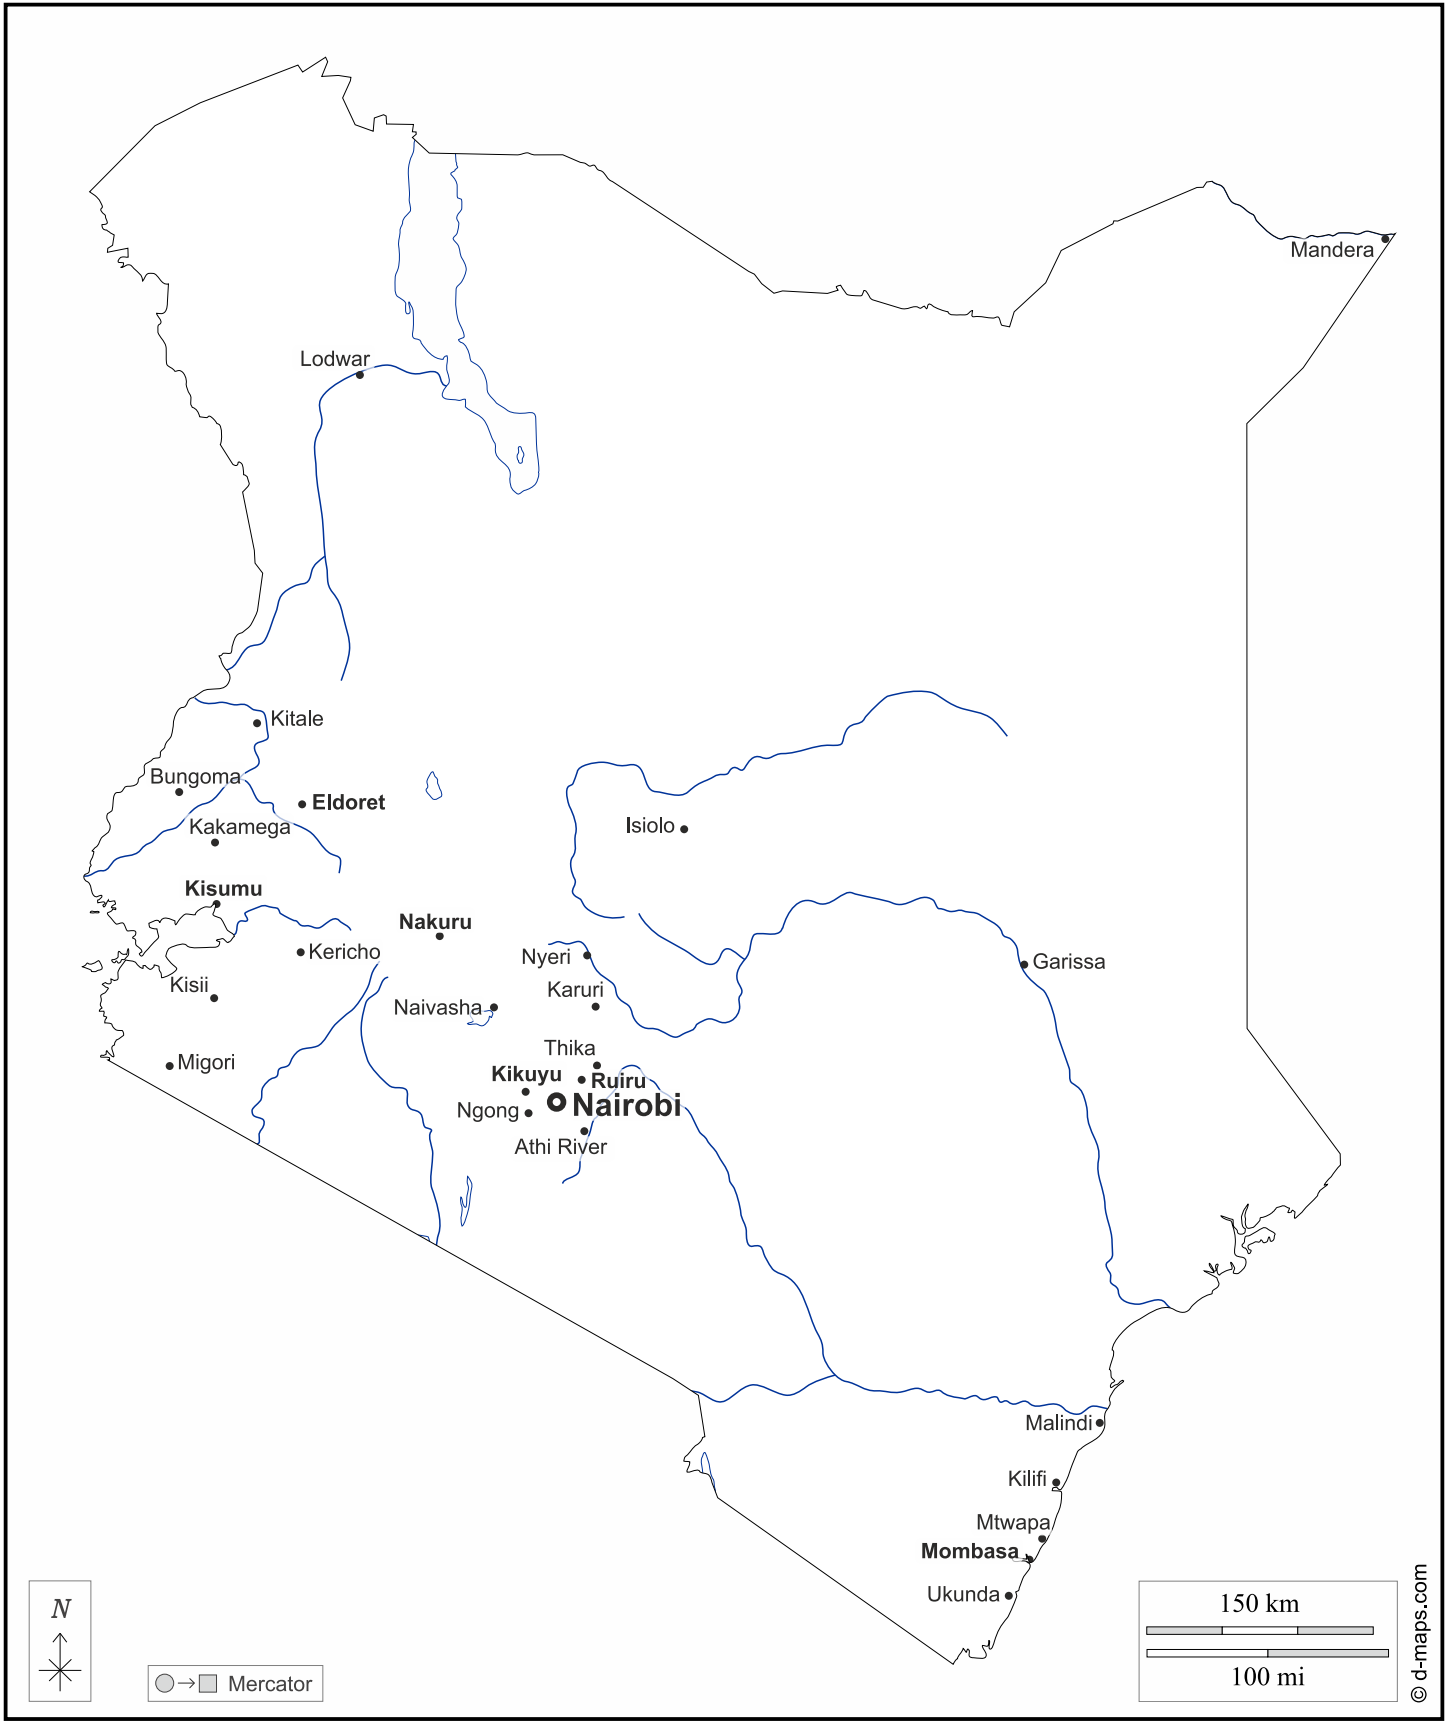 Mandera
Lodwar
Kitale
Bungoma
Eldoret
Kakamega
Isiolo
Kisumu
Nakuru
Kericho
Nyeri
Garissa
Kisii
Karuri
Naivasha
Thika
Migori
Kikuyu
Ruiru
Nairobi
Ngong
Athi River
Malindi
Kilifi
Mtwapa
Mombasa
Ukunda
N
Mercator
150 km
100 mi
© d-maps.com